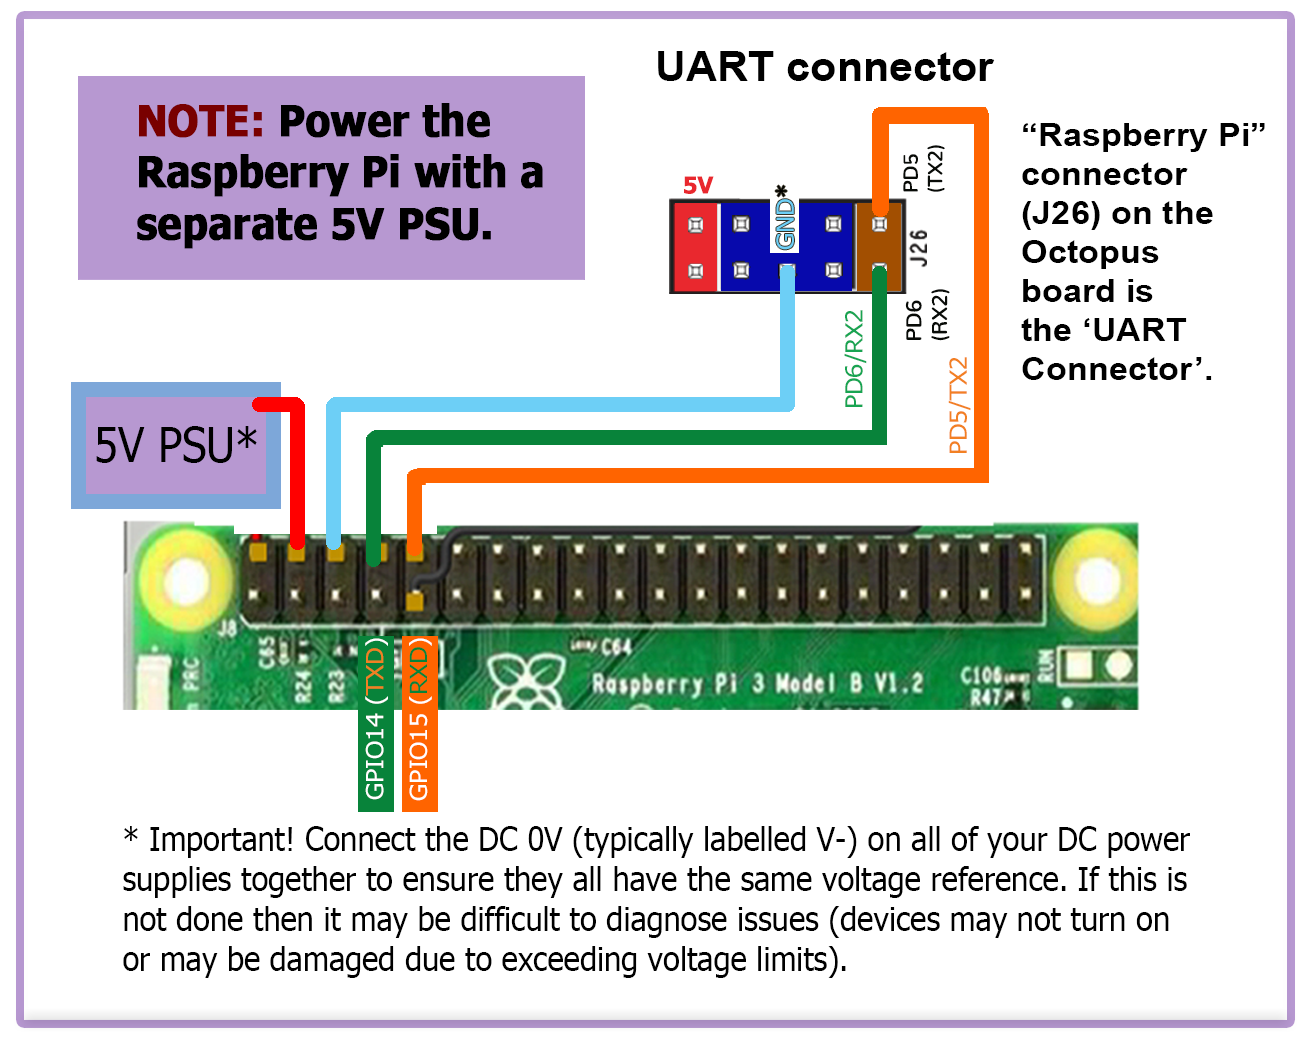 UART connector
NOTE: Power the
Raspberry Pi with a
separate 5V PSU.
“Raspberry Pi”
connector
(J26) on the
Octopus
board is
the ‘UART
Connector’.
5V
GND*
PD5
(TX2)
J26
PD6
(RX2)
PD6/RX2
PD5/TX2
5V PSU*
J8
C65
R24
R23
PRC
C64
Raspberry Pi 3 Model B V1.2
C106
R47
RUN
GPIO14 (TXD)
GPIO15 (RXD)
* Important! Connect the DC 0V (typically labelled V-) on all of your DC power
supplies together to ensure they all have the same voltage reference. If this is
not done then it may be difficult to diagnose issues (devices may not turn on
or may be damaged due to exceeding voltage limits).